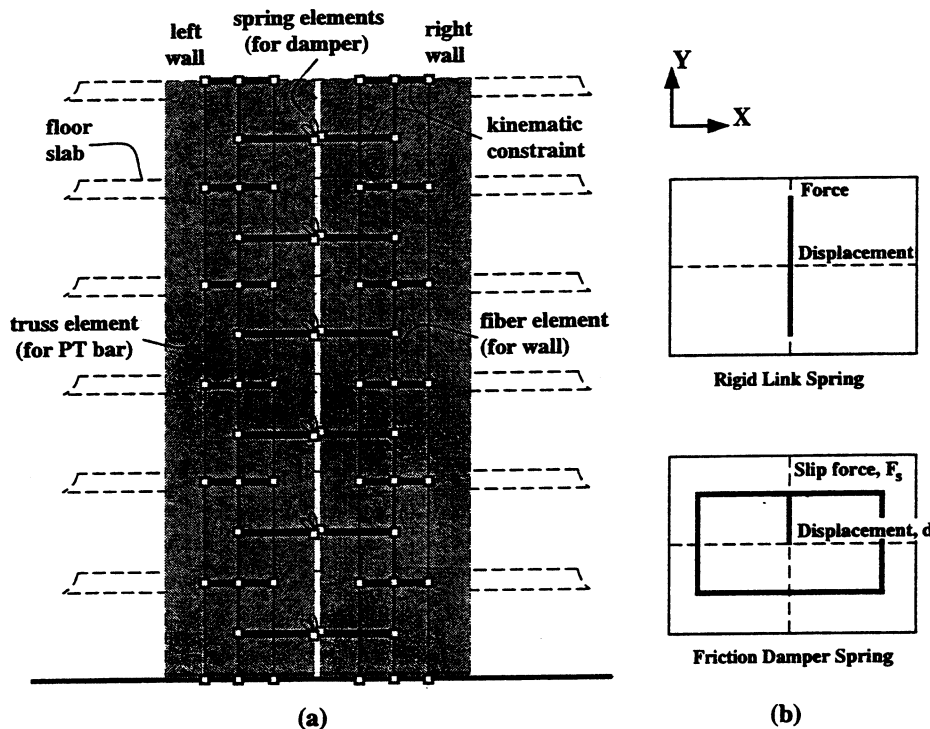 spring elements
(for damper)
left
wall
right
wall
floor
slab
kinematic
constraint
truss element
(for PT bar)
fiber element
(for wall)
(a)
Y
X
Force
Displacement
Rigid Link Spring
Slip force, Fs
Displacement, d
Friction Damper Spring
(b)